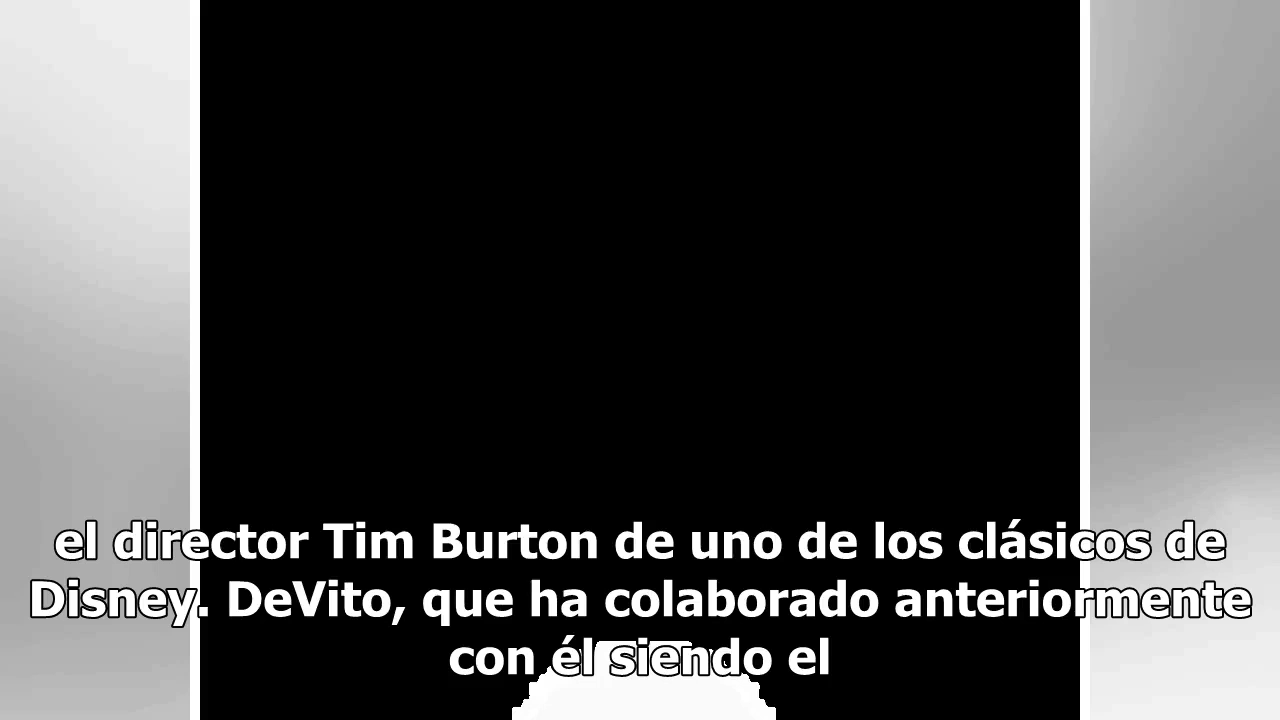 el director Tim Burton de uno de los clásicos de
Disney. DeVito, que ha colaborado anteriormente
con él siendo el